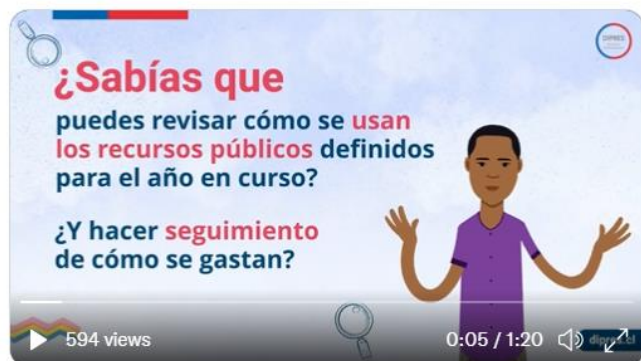 DIPRES
¿Sabías que
puedes revisar cómo se usan
los recursos públicos definidos
para el año en curso?
¿Y hacer seguimiento
de cómo se gastan?
594 views
0:05 / 1:20
dipres.cl